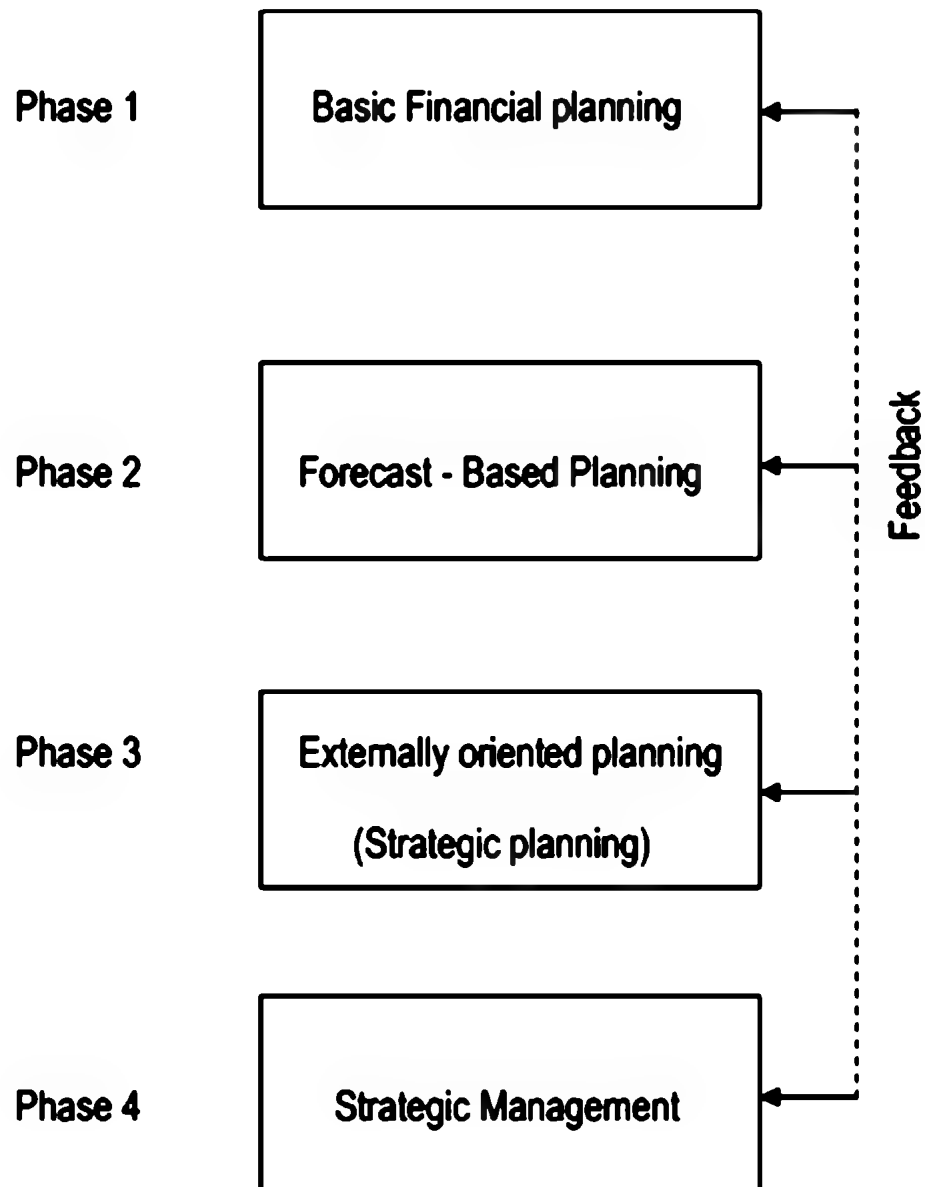 Phase 1
Basic Financial planning
Phase 2
Forecast - Based Planning
Feedback
Phase 3
Externally oriented planning
(Strategic planning)
Phase 4
Strategic Management